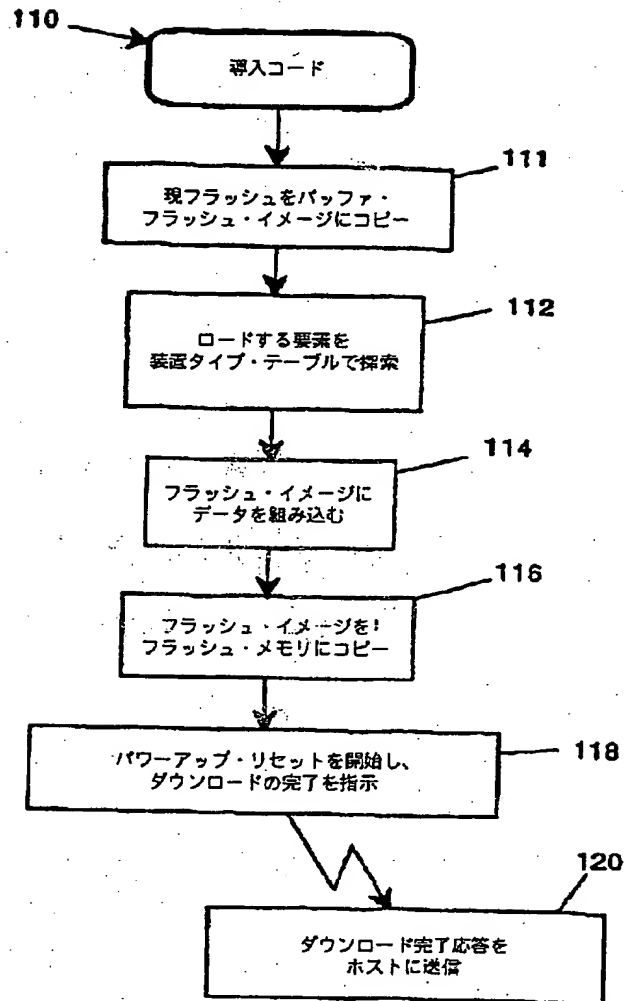 110
導入コード
111
現フラッシュをバッファ・
フラッシュ・イメージにコピー
112
ロードする要素を
装置タイプ・テーブルで探索
114
フラッシュ・イメージに
データを組み込む
116
フラッシュ・イメージを
フラッシュ・メモリにコピー
118
パワーアップ・リセットを開始し、
ダウンロードの完了を指示
120
ダウンロード完了応答を
ホストに送信